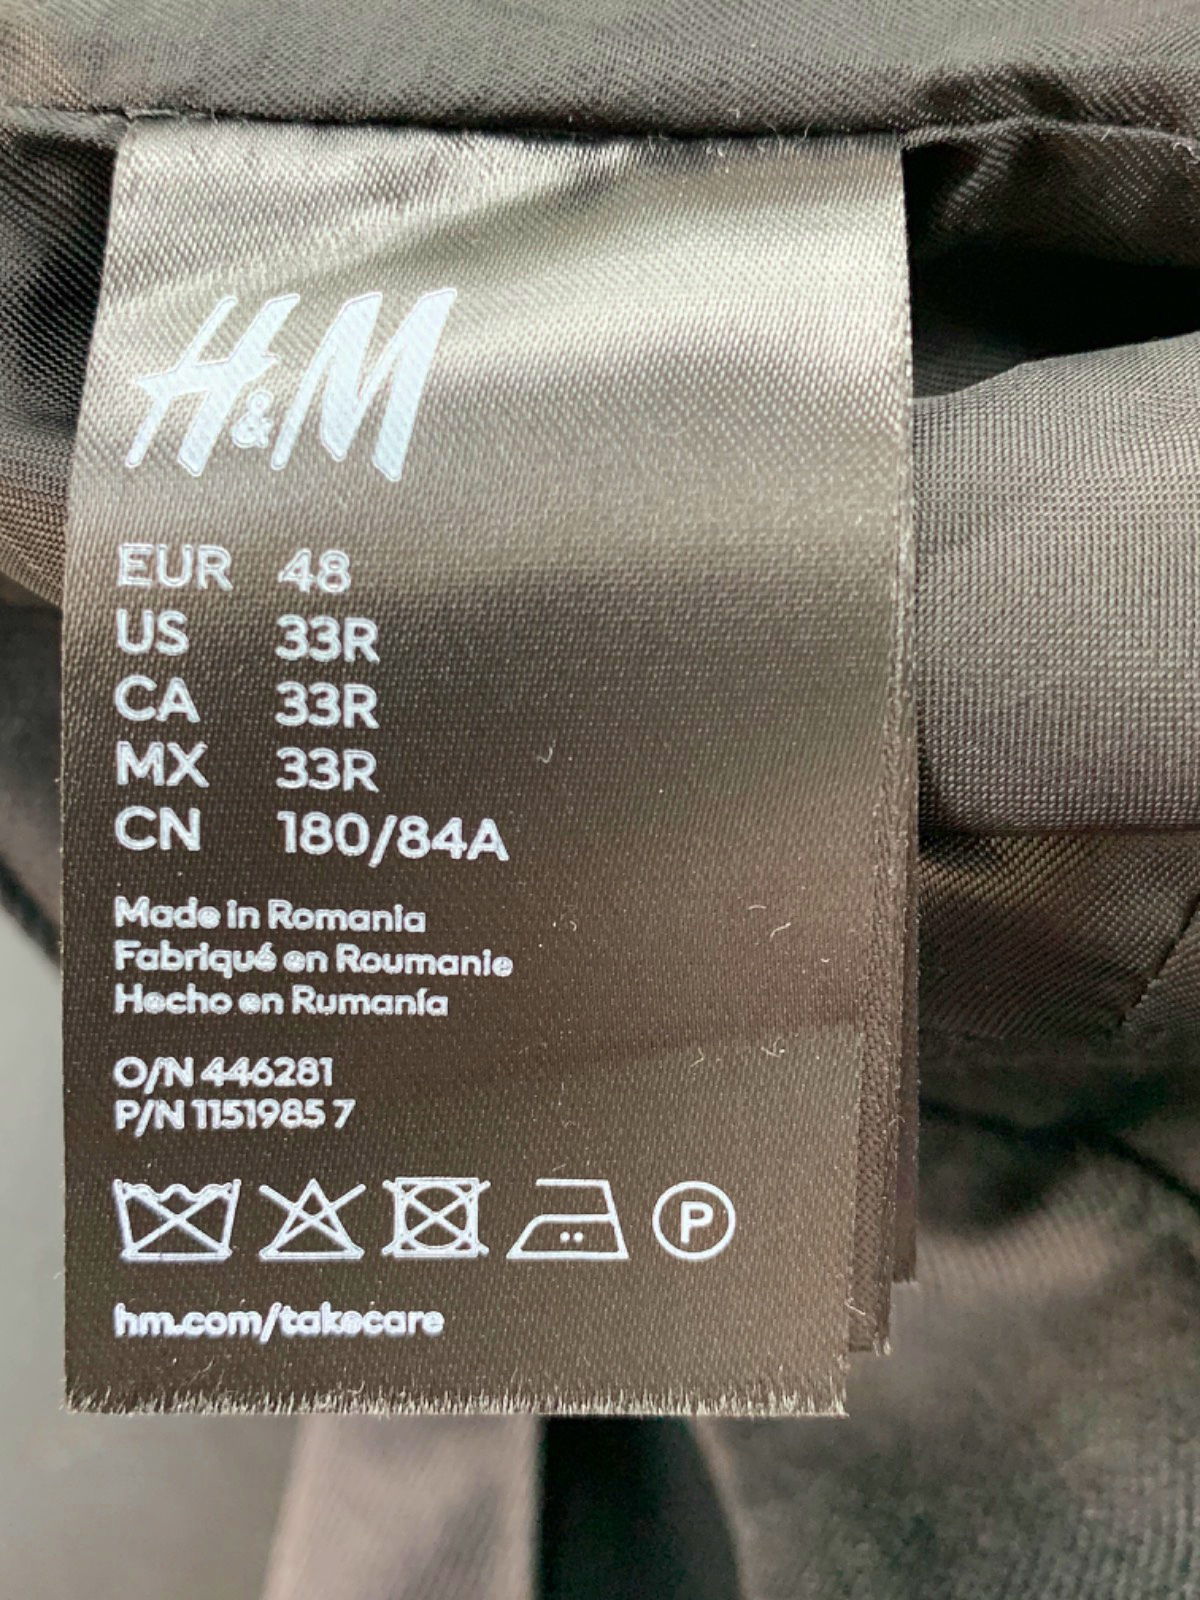 H&M
EUR 48
US 33R
CA 33R
MX 33R
CN 180/84A
Made in Romania
Fabriqué en Roumanie
Hecho en Rumanía
O/N 446281
P/N 1151985 7
P
hm.com/takecare